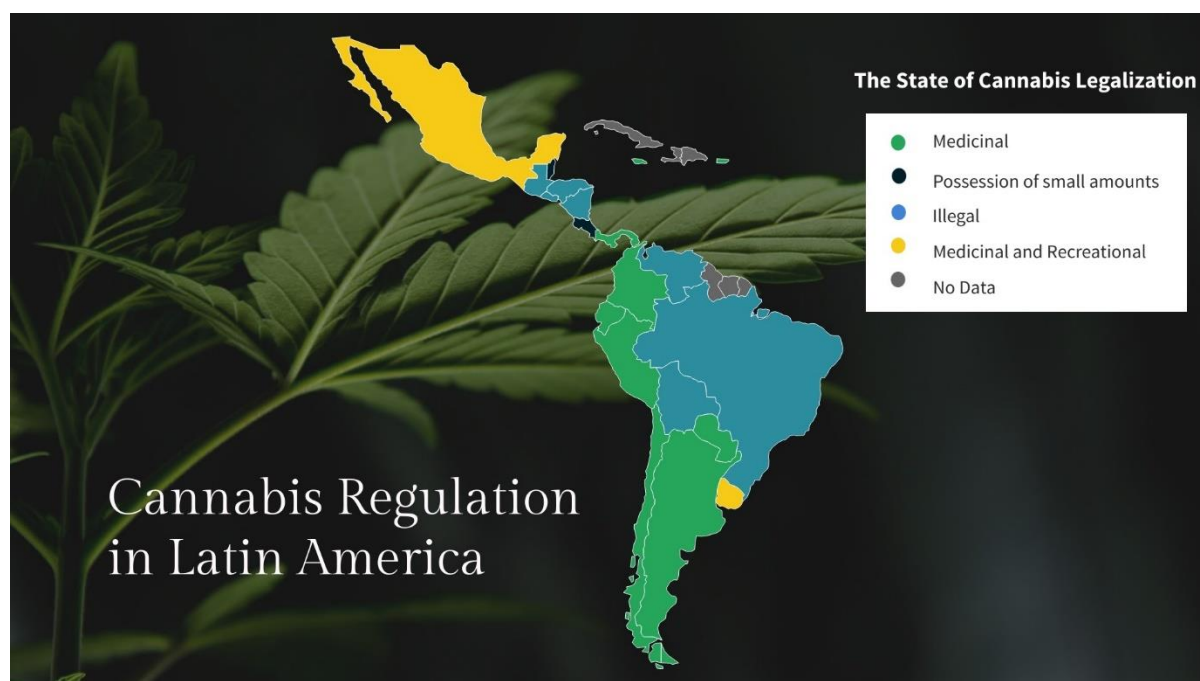 The State of Cannabis Legalization
Medicinal
Possession of small amounts
Illegal
Medicinal and Recreational
No Data
Cannabis Regulation
in Latin America